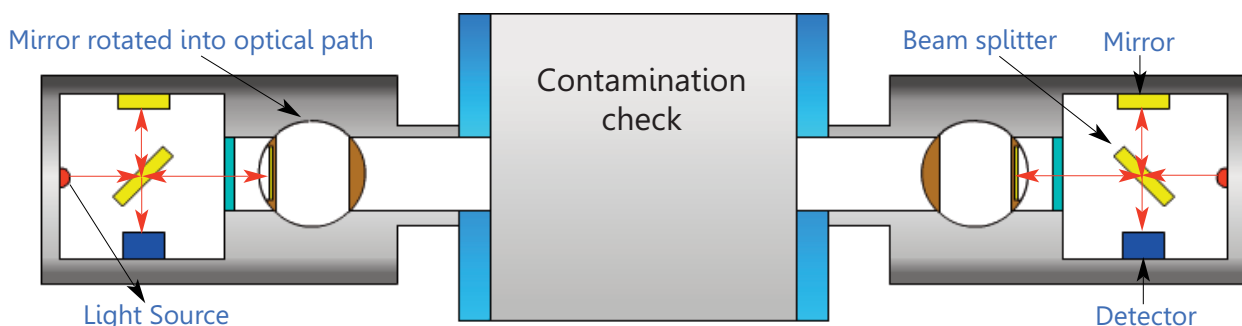 Mirror rotated into optical path
Contamination
check
Beam splitter
Mirror
Light Source
Detector